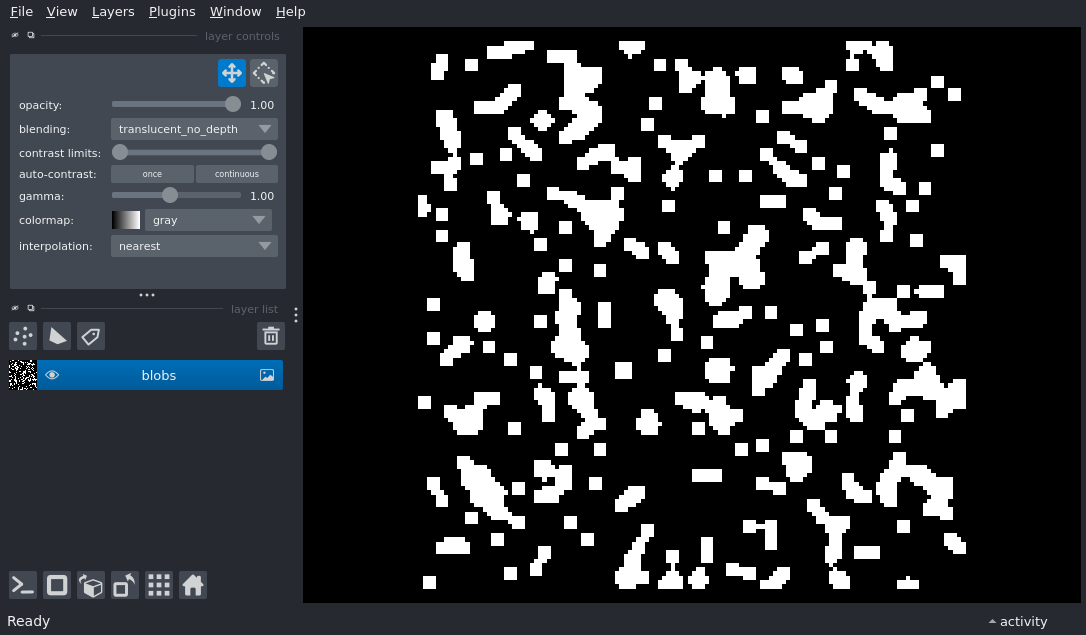 File View Layers Plugins Window Help
layer controls
opacity: 1.00
blending: translucent_no_depth
contrast limits:
auto-contrast: once continuous
gamma: 1.00
colormap: gray
interpolation: nearest
layer list
blobs
Ready activity